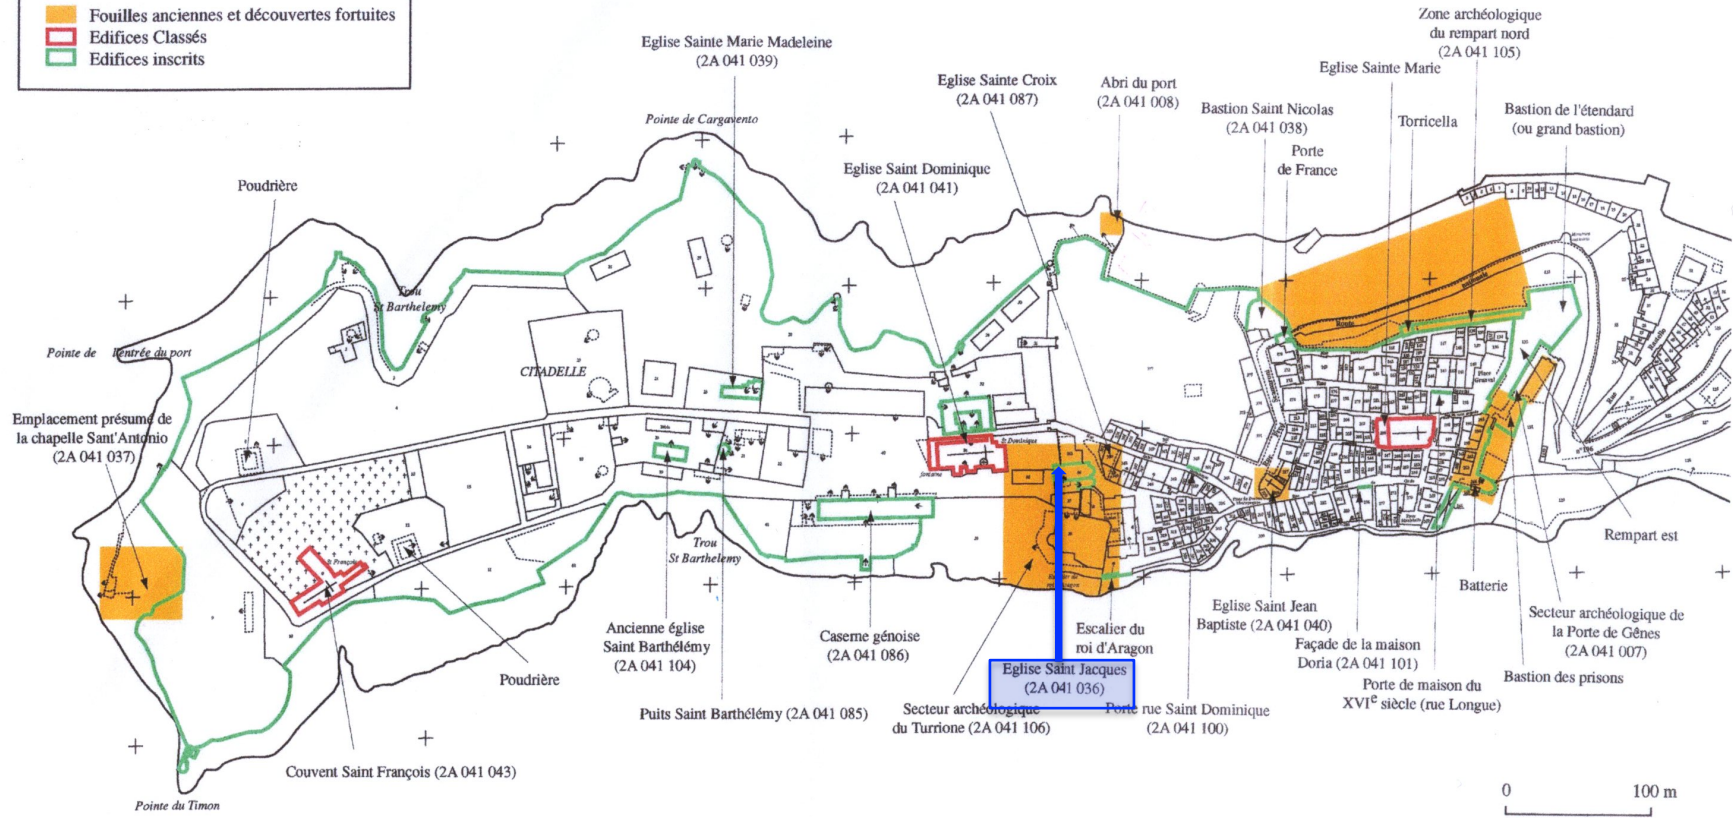 Fouilles anciennes et découvertes fortuites
Edifices Classés
Edifices inscrits
Eglise Sainte Marie Madeleine
(2A 041 039)
Pointe de Cargavento
Eglise Sainte Croix
(2A 041 087)
Abri du port
(2A 041 008)
Eglise Saint Dominique
(2A 041 041)
Bastion Saint Nicolas
(2A 041 038)
Porte
de France
Zone archéologique
du rempart nord
(2A 041 105)
Eglise Sainte Marie
Torricella
Bastion de l'étendard
(ou grand bastion)
Poudrière
Trou
St Barthelemy
Pointe de l'entrée du port
CITADELLE
Emplacement présumé de
la chapelle Sant'Antonio
(2A 041 037)
Route
St Dominique
St François
Trou
St Barthelemy
Rempart est
Batterie
Ancienne église
Saint Barthélémy
(2A 041 104)
Caserne génoise
(2A 041 086)
Escalier du
roi d'Aragon
Eglise Saint Jean
Baptiste (2A 041 040)
Façade de la maison
Doria (2A 041 101)
Secteur archéologique de
la Porte de Gênes
(2A 041 007)
Poudrière
Eglise Saint Jacques
(2A 041 036)
Bastion des prisons
Porte de maison du
XVIe siècle (rue Longue)
Puits Saint Barthélémy (2A 041 085)
Secteur archéologique
du Turrione (2A 041 106)
Porte rue Saint Dominique
(2A 041 100)
Couvent Saint François (2A 041 043)
Pointe du Timon
0 100 m